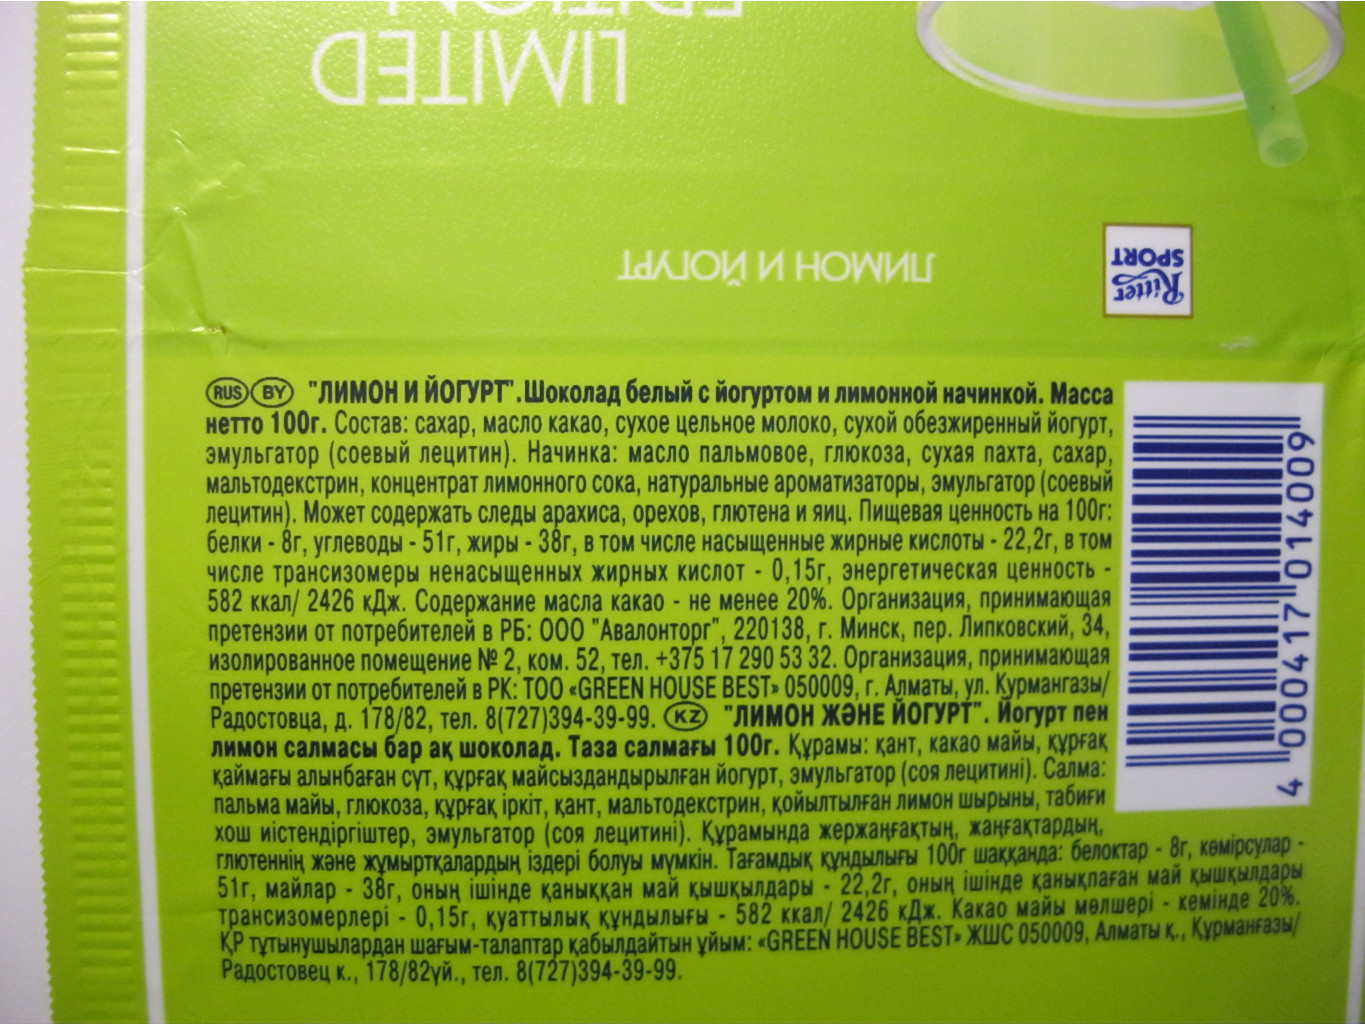 LIMITED
EDITION
ЛИМОН И ЙОГУРТ
Ritter
SPORT
RUS BY "ЛИМОН И ЙОГУРТ".Шоколад белый с йогуртом и лимонной начинкой. Масса
нетто 100г. Состав: сахар, масло какао, сухое цельное молоко, сухой обезжиренный йогурт,
эмульгатор (соевый лецитин). Начинка: масло пальмовое, глюкоза, сухая пахта, сахар,
мальтодекстрин, концентрат лимонного сока, натуральные ароматизаторы, эмульгатор (соевый
лецитин). Может содержать следы арахиса, орехов, глютена и яиц. Пищевая ценность на 100г:
белки - 8г, углеводы - 51г, жиры - 38г, в том числе насыщенные жирные кислоты - 22,2г, в том
числе трансизомеры ненасыщенных жирных кислот - 0,15г, энергетическая ценность -
582 ккал/ 2426 кДж. Содержание масла какао - не менее 20%. Организация, принимающая
претензии от потребителей в РБ: ООО "Авалонторг", 220138, г. Минск, пер. Липковский, 34,
изолированное помещение № 2, ком. 52, тел. +375 17 290 53 32. Организация, принимающая
претензии от потребителей в РК: ТОО «GREEN HOUSE BEST» 050009, г. Алматы, ул. Курмангазы/
Радостовца, д. 178/82, тел. 8(727)394-39-99. KZ "ЛИМОН ЖӘНЕ ЙОГУРТ". Йогурт пен
лимон салмасы бар ақ шоколад. Таза салмағы 100г. Құрамы: қант, какао майы, құрғақ
қаймағы алынбаған сүт, құрғақ майсыздандырылған йогурт, эмульгатор (соя лецитині). Салма:
пальма майы, глюкоза, құрғақ іркіт, қант, мальтодекстрин, қойылтылған лимон шырыны, табиғи
хош иістендіргіштер, эмульгатор (соя лецитині). Құрамында жержаңғақтың, жаңғақтардың,
глютеннің және жұмыртқалардың іздері болуы мүмкін. Тағамдық құндылығы 100г шаққанда: белоктар - 8г, көмірсулар -
51г, майлар - 38г, оның ішінде қаныққан май қышқылдары - 22,2г, оның ішінде қанықпаған май қышқылдары
трансизомерлері - 0,15г, қуаттылық құндылығы - 582 ккал/ 2426 кДж. Какао майы мөлшері - кемінде 20%.
ҚР тұтынушылардан шағым-талаптар қабылдайтын ұйым: «GREEN HOUSE BEST» ЖШС 050009, Алматы қ., Құрманғазы/
Радостовец к., 178/82үй., тел. 8(727)394-39-99.
4 000417 014009